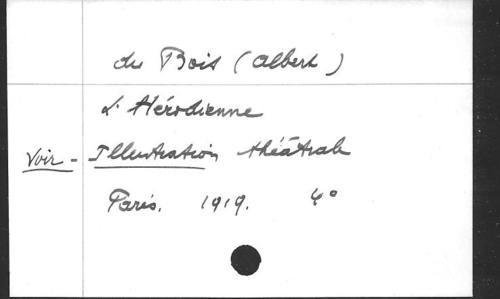 du Bois (Albert)
L'Hérodienne
Voir - Illustration théâtrale
Paris. 1919. 4°